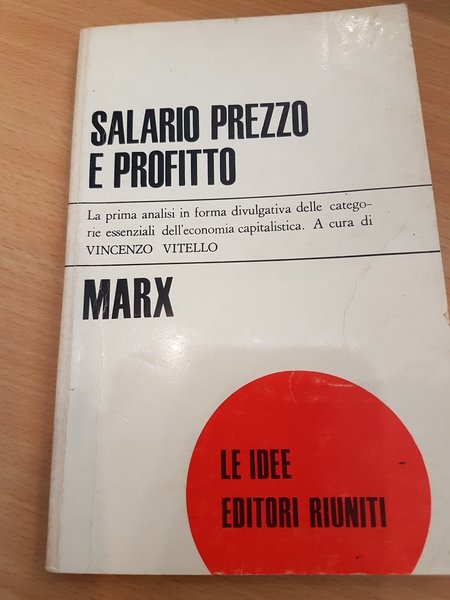 SALARIO PREZZO
E PROFITTO
La prima analisi in forma divulgativa delle catego-
rie essenziali dell'economia capitalistica. A cura di
VINCENZO VITELLO
MARX
LE IDEE
EDITORI RIUNITI